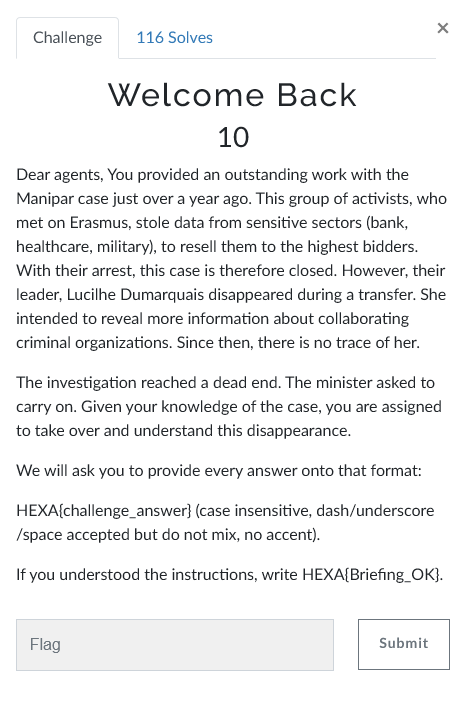 Challenge
116 Solves
×
Welcome Back
10
Dear agents, You provided an outstanding work with the
Manipar case just over a year ago. This group of activists, who
met on Erasmus, stole data from sensitive sectors (bank,
healthcare, military), to resell them to the highest bidders.
With their arrest, this case is therefore closed. However, their
leader, Lucilhe Dumarquais disappeared during a transfer. She
intended to reveal more information about collaborating
criminal organizations. Since then, there is no trace of her.
The investigation reached a dead end. The minister asked to
carry on. Given your knowledge of the case, you are assigned
to take over and understand this disappearance.
We will ask you to provide every answer onto that format:
HEXA{challenge_answer} (case insensitive, dash/underscore
/space accepted but do not mix, no accent).
If you understood the instructions, write HEXA{Briefing_OK}.
Flag
Submit